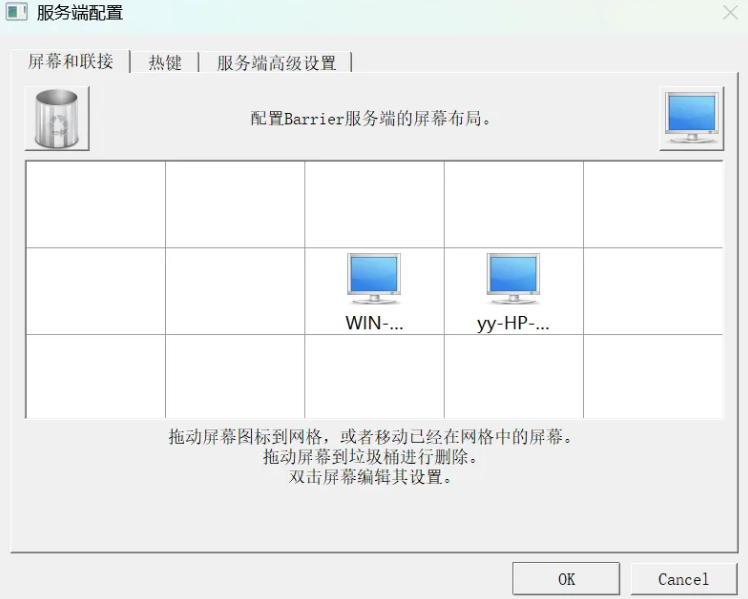 服务端配置
屏幕和联接 热键 服务端高级设置
配置Barrier服务端的屏幕布局。
WIN-... yy-HP-...
拖动屏幕图标到网格，或者移动已经在网格中的屏幕。
拖动屏幕到垃圾桶进行删除。
双击屏幕编辑其设置。
OK Cancel